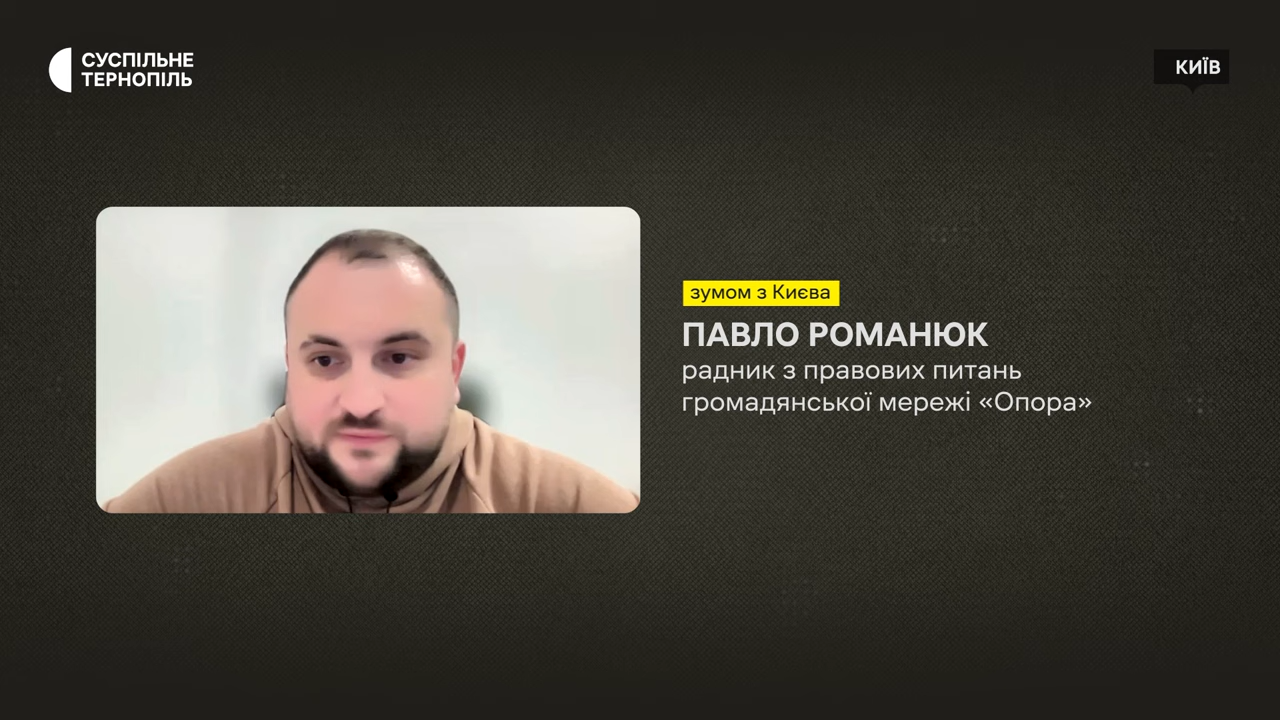 СУСПІЛЬНЕ
ТЕРНОПІЛЬ
КИЇВ
зумом з Києва
ПАВЛО РОМАНЮК
радник з правових питань
громадянської мережі «Опора»